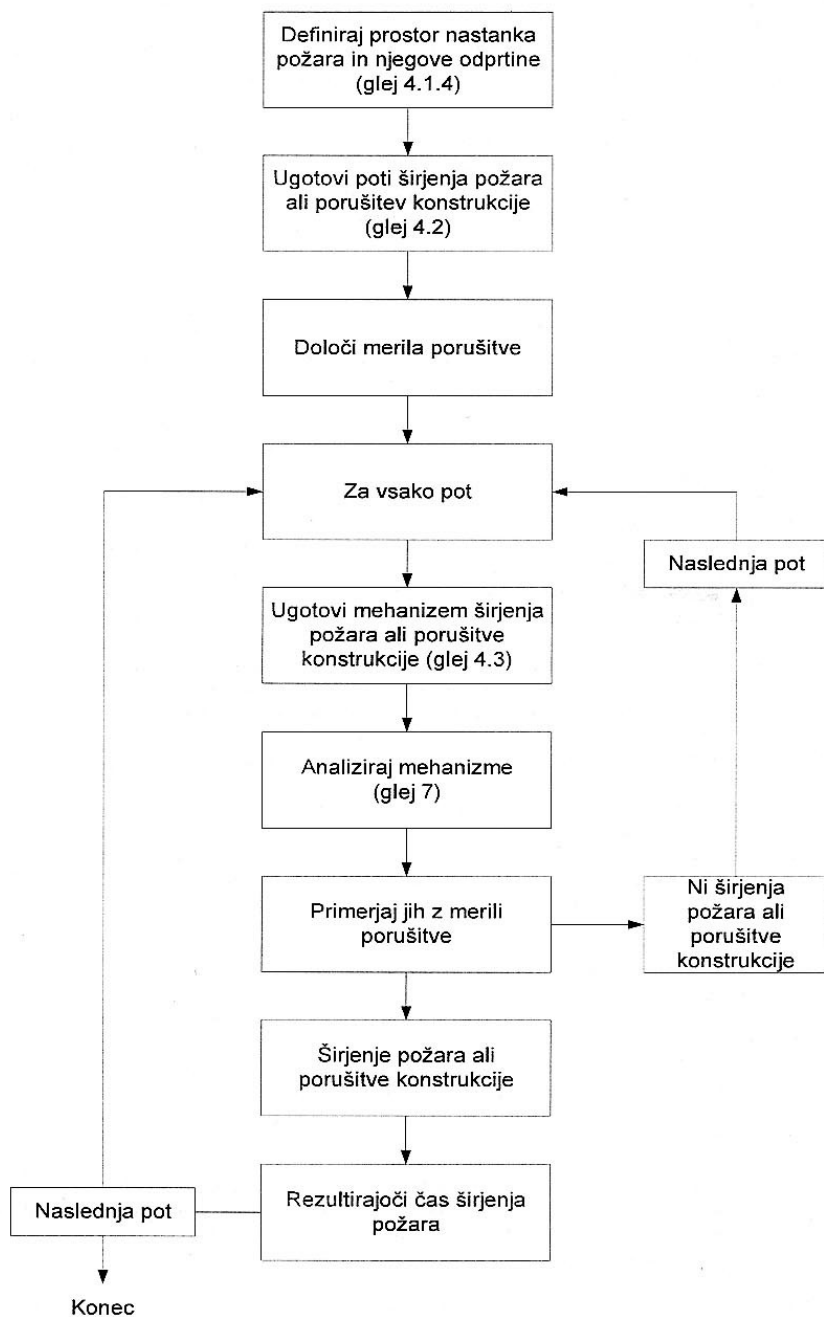 Definiraj prostor nastanka
požara in njegove odprtine
(glej 4.1.4)
Ugotovi poti širjenja požara
ali porušitev konstrukcije
(glej 4.2)
Določi merila porušitve
Za vsako pot
Naslednja pot
Ugotovi mehanizem širjenja
požara ali porušitve
konstrukcije (glej 4.3)
Analiziraj mehanizme
(glej 7)
Primerjaj jih z merili
porušitve
Ni širjenja
požara ali
porušitve
konstrukcije
Širjenje požara ali
porušitve konstrukcije
Rezultirajoči čas širjenja
požara
Naslednja pot
Konec